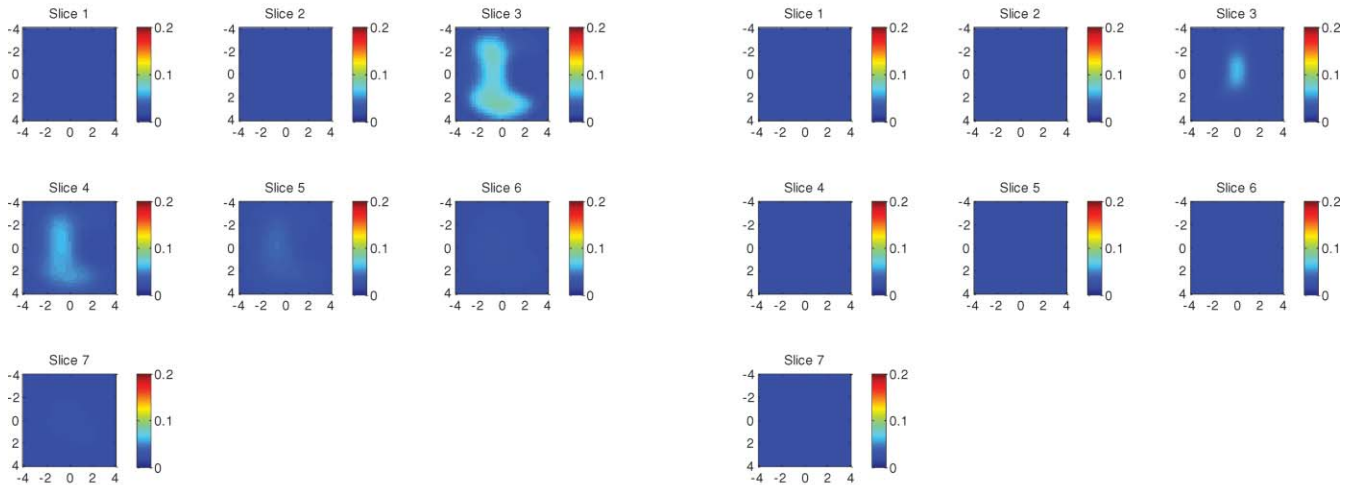 Slice 1 Slice 2 Slice 3 Slice 1 Slice 2 Slice 3
-4 0.2 -4 0.2 -4 0.2 -4 0.2 -4 0.2 -4 0.2
-2 -2 -2 -2 -2 -2
0 0.1 0 0.1 0 0.1 0 0.1 0 0.1 0 0.1
2 2 2 2 2 2
4 0 4 0 4 0 4 0 4 0 4 0
-4 -2 0 2 4 -4 -2 0 2 4 -4 -2 0 2 4 -4 -2 0 2 4 -4 -2 0 2 4 -4 -2 0 2 4
Slice 4 Slice 5 Slice 6 Slice 4 Slice 5 Slice 6
-4 0.2 -4 0.2 -4 0.2 -4 0.2 -4 0.2 -4 0.2
-2 -2 -2 -2 -2 -2
0 0.1 0 0.1 0 0.1 0 0.1 0 0.1 0 0.1
2 2 2 2 2 2
4 0 4 0 4 0 4 0 4 0 4 0
-4 -2 0 2 4 -4 -2 0 2 4 -4 -2 0 2 4 -4 -2 0 2 4 -4 -2 0 2 4 -4 -2 0 2 4
Slice 7 Slice 7
-4 0.2 -4 0.2
-2 -2
0 0.1 0 0.1
2 2
4 0 4 0
-4 -2 0 2 4 -4 -2 0 2 4